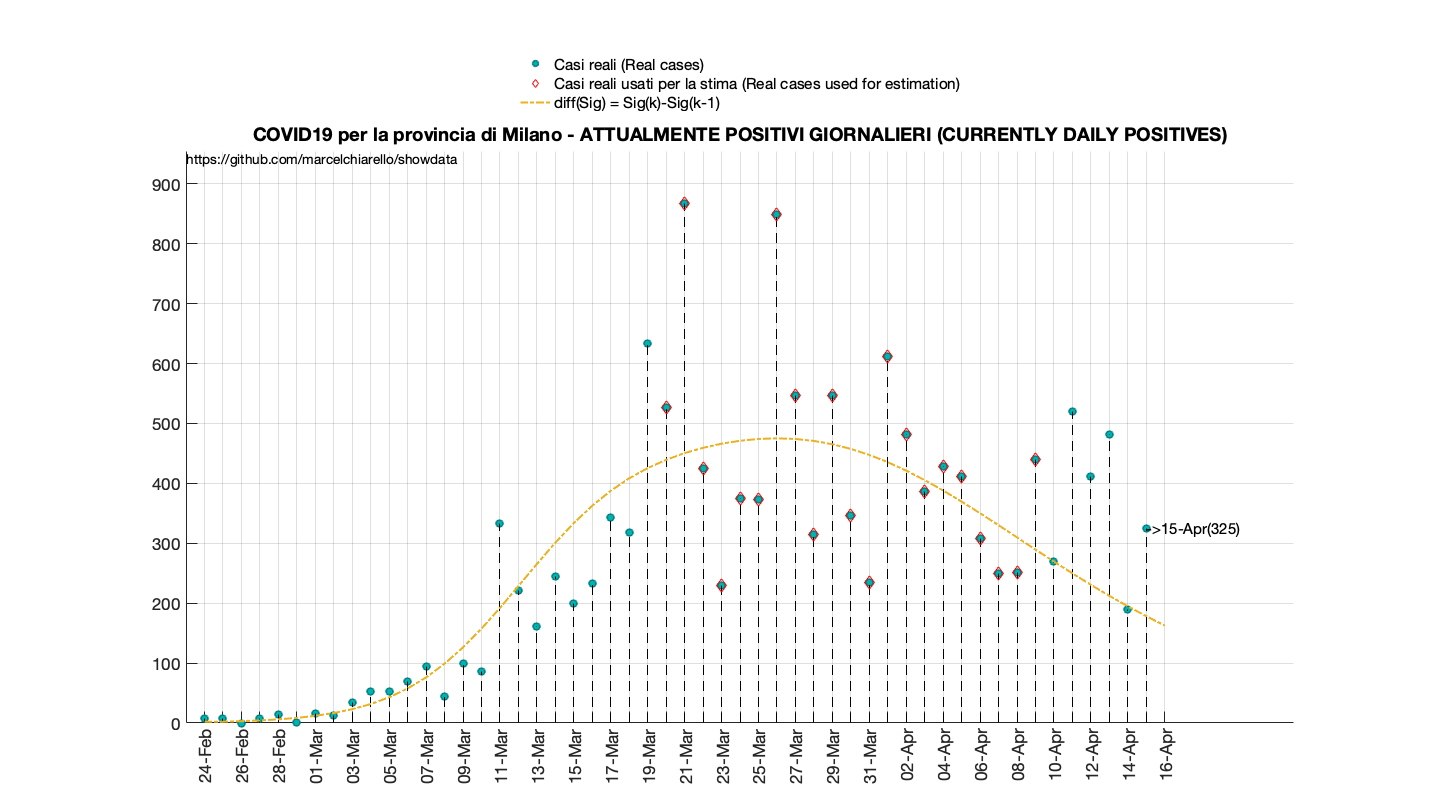 Casi reali (Real cases)
Casi reali usati per la stima (Real cases used for estimation)
diff(Sig) = Sig(k)-Sig(k-1)
COVID19 per la provincia di Milano - ATTUALMENTE POSITIVI GIORNALIERI (CURRENTLY DAILY POSITIVES)
https://github.com/marcelchiarello/showdata
900
800
700
600
500
400
300
200
100
0
>15-Apr(325)
24-Feb
26-Feb
28-Feb
01-Mar
03-Mar
05-Mar
07-Mar
09-Mar
11-Mar
13-Mar
15-Mar
17-Mar
19-Mar
21-Mar
23-Mar
25-Mar
27-Mar
29-Mar
31-Mar
02-Apr
04-Apr
06-Apr
08-Apr
10-Apr
12-Apr
14-Apr
16-Apr